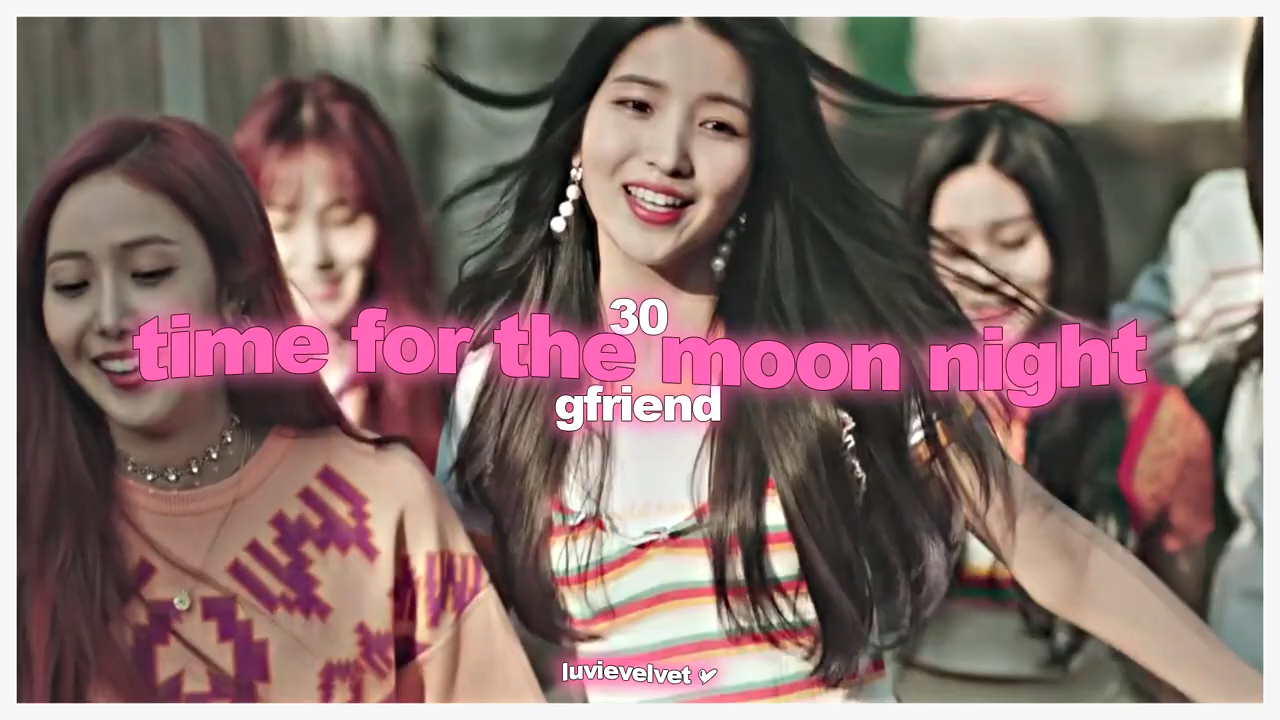 30
time for the moon night
gfriend
luvievelvet ✔